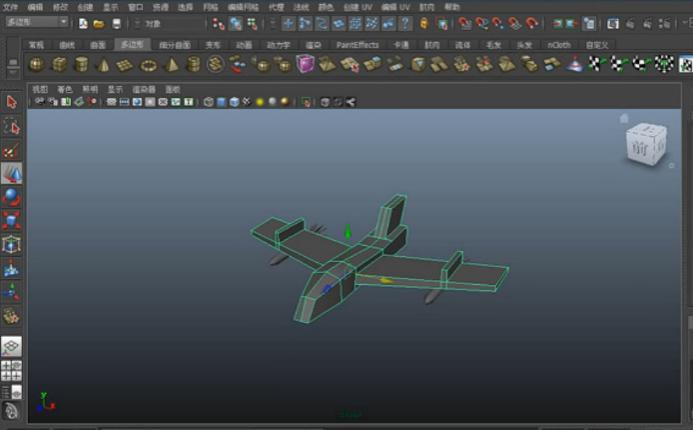 文件 编辑 修改 创建 显示 窗口 资源 选择 网格 编辑网格 代理 法线 颜色 创建 UV 编辑 UV 肌肉 帮助
多边形 对象
常规 曲线 曲面 多边形 细分曲面 变形 动画 动力学 渲染 PaintEffects 卡通 肌肉 流体 毛发 头发 nCloth 自定义
视图 着色 照明 显示 渲染器 面板
前
y
x